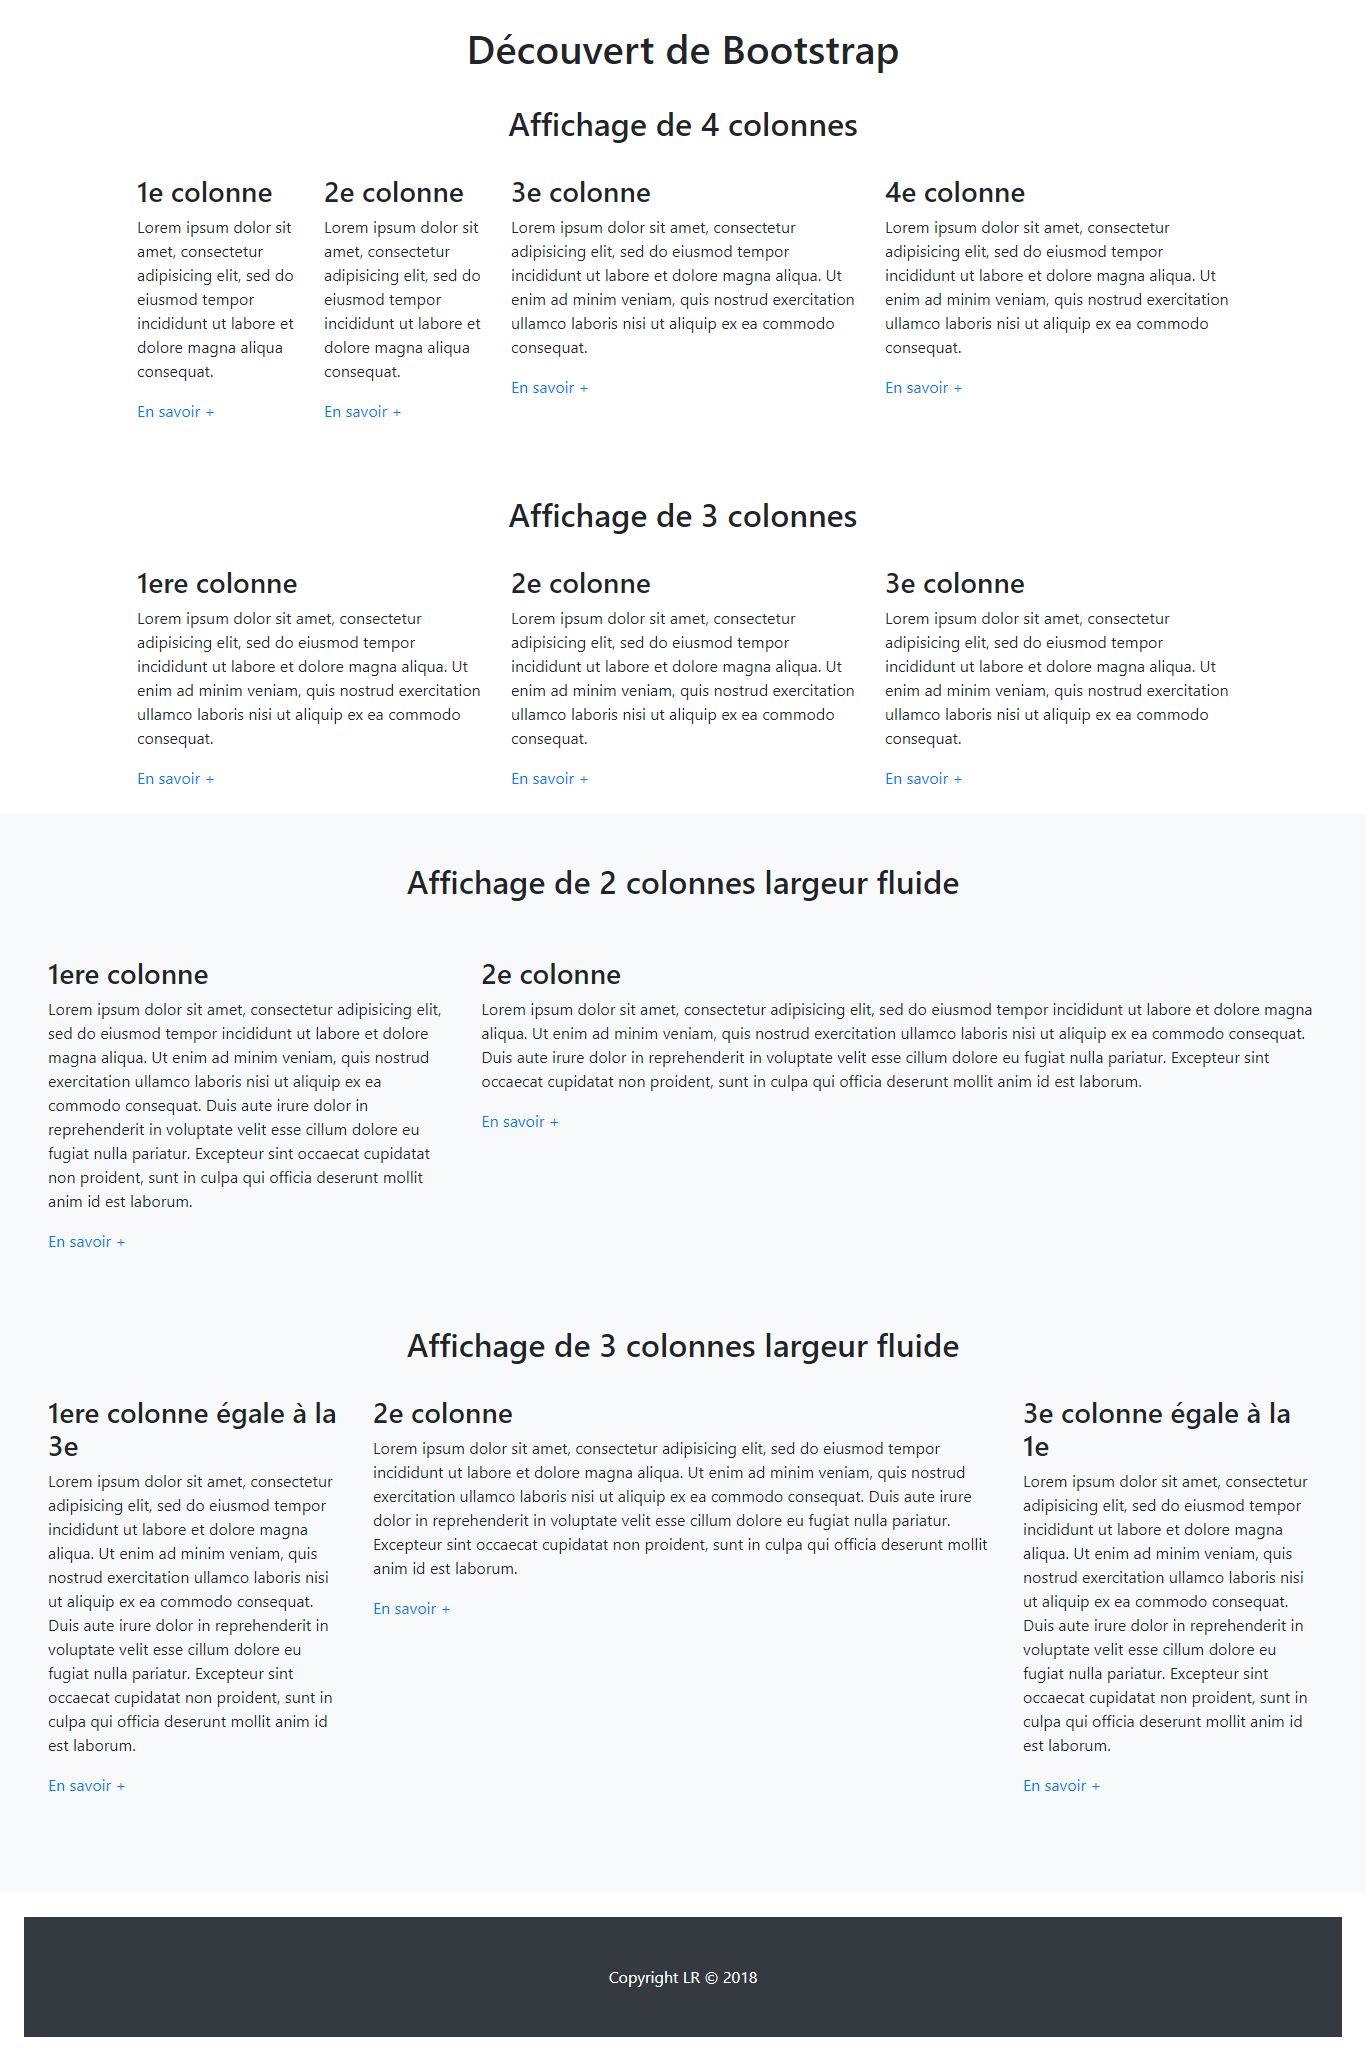 Découvert de Bootstrap
Affichage de 4 colonnes
1e colonne
Lorem ipsum dolor sit
amet, consectetur
adipisicing elit, sed do
eiusmod tempor
incididunt ut labore et
dolore magna aliqua
consequat.
En savoir +
2e colonne
Lorem ipsum dolor sit
amet, consectetur
adipisicing elit, sed do
eiusmod tempor
incididunt ut labore et
dolore magna aliqua
consequat.
En savoir +
3e colonne
Lorem ipsum dolor sit amet, consectetur
adipisicing elit, sed do eiusmod tempor
incididunt ut labore et dolore magna aliqua. Ut
enim ad minim veniam, quis nostrud exercitation
ullamco laboris nisi ut aliquip ex ea commodo
consequat.
En savoir +
4e colonne
Lorem ipsum dolor sit amet, consectetur
adipisicing elit, sed do eiusmod tempor
incididunt ut labore et dolore magna aliqua. Ut
enim ad minim veniam, quis nostrud exercitation
ullamco laboris nisi ut aliquip ex ea commodo
consequat.
En savoir +
Affichage de 3 colonnes
1ere colonne
Lorem ipsum dolor sit amet, consectetur
adipisicing elit, sed do eiusmod tempor
incididunt ut labore et dolore magna aliqua. Ut
enim ad minim veniam, quis nostrud exercitation
ullamco laboris nisi ut aliquip ex ea commodo
consequat.
En savoir +
2e colonne
Lorem ipsum dolor sit amet, consectetur
adipisicing elit, sed do eiusmod tempor
incididunt ut labore et dolore magna aliqua. Ut
enim ad minim veniam, quis nostrud exercitation
ullamco laboris nisi ut aliquip ex ea commodo
consequat.
En savoir +
3e colonne
Lorem ipsum dolor sit amet, consectetur
adipisicing elit, sed do eiusmod tempor
incididunt ut labore et dolore magna aliqua. Ut
enim ad minim veniam, quis nostrud exercitation
ullamco laboris nisi ut aliquip ex ea commodo
consequat.
En savoir +
Affichage de 2 colonnes largeur fluide
1ere colonne
Lorem ipsum dolor sit amet, consectetur adipisicing elit,
sed do eiusmod tempor incididunt ut labore et dolore
magna aliqua. Ut enim ad minim veniam, quis nostrud
exercitation ullamco laboris nisi ut aliquip ex ea
commodo consequat. Duis aute irure dolor in
reprehenderit in voluptate velit esse cillum dolore eu
fugiat nulla pariatur. Excepteur sint occaecat cupidatat
non proident, sunt in culpa qui officia deserunt mollit
anim id est laborum.
En savoir +
2e colonne
Lorem ipsum dolor sit amet, consectetur adipisicing elit, sed do eiusmod tempor incididunt ut labore et dolore magna
aliqua. Ut enim ad minim veniam, quis nostrud exercitation ullamco laboris nisi ut aliquip ex ea commodo consequat.
Duis aute irure dolor in reprehenderit in voluptate velit esse cillum dolore eu fugiat nulla pariatur. Excepteur sint
occaecat cupidatat non proident, sunt in culpa qui officia deserunt mollit anim id est laborum.
En savoir +
Affichage de 3 colonnes largeur fluide
1ere colonne égale à la
3e
Lorem ipsum dolor sit amet, consectetur
adipisicing elit, sed do eiusmod tempor
incididunt ut labore et dolore magna
aliqua. Ut enim ad minim veniam, quis
nostrud exercitation ullamco laboris nisi
ut aliquip ex ea commodo consequat.
Duis aute irure dolor in reprehenderit in
voluptate velit esse cillum dolore eu
fugiat nulla pariatur. Excepteur sint
occaecat cupidatat non proident, sunt in
culpa qui officia deserunt mollit anim id
est laborum.
En savoir +
2e colonne
Lorem ipsum dolor sit amet, consectetur adipisicing elit, sed do eiusmod tempor
incididunt ut labore et dolore magna aliqua. Ut enim ad minim veniam, quis nostrud
exercitation ullamco laboris nisi ut aliquip ex ea commodo consequat. Duis aute irure
dolor in reprehenderit in voluptate velit esse cillum dolore eu fugiat nulla pariatur.
Excepteur sint occaecat cupidatat non proident, sunt in culpa qui officia deserunt mollit
anim id est laborum.
En savoir +
3e colonne égale à la
1e
Lorem ipsum dolor sit amet, consectetur
adipisicing elit, sed do eiusmod tempor
incididunt ut labore et dolore magna
aliqua. Ut enim ad minim veniam, quis
nostrud exercitation ullamco laboris nisi
ut aliquip ex ea commodo consequat.
Duis aute irure dolor in reprehenderit in
voluptate velit esse cillum dolore eu
fugiat nulla pariatur. Excepteur sint
occaecat cupidatat non proident, sunt in
culpa qui officia deserunt mollit anim id
est laborum.
En savoir +
Copyright LR © 2018